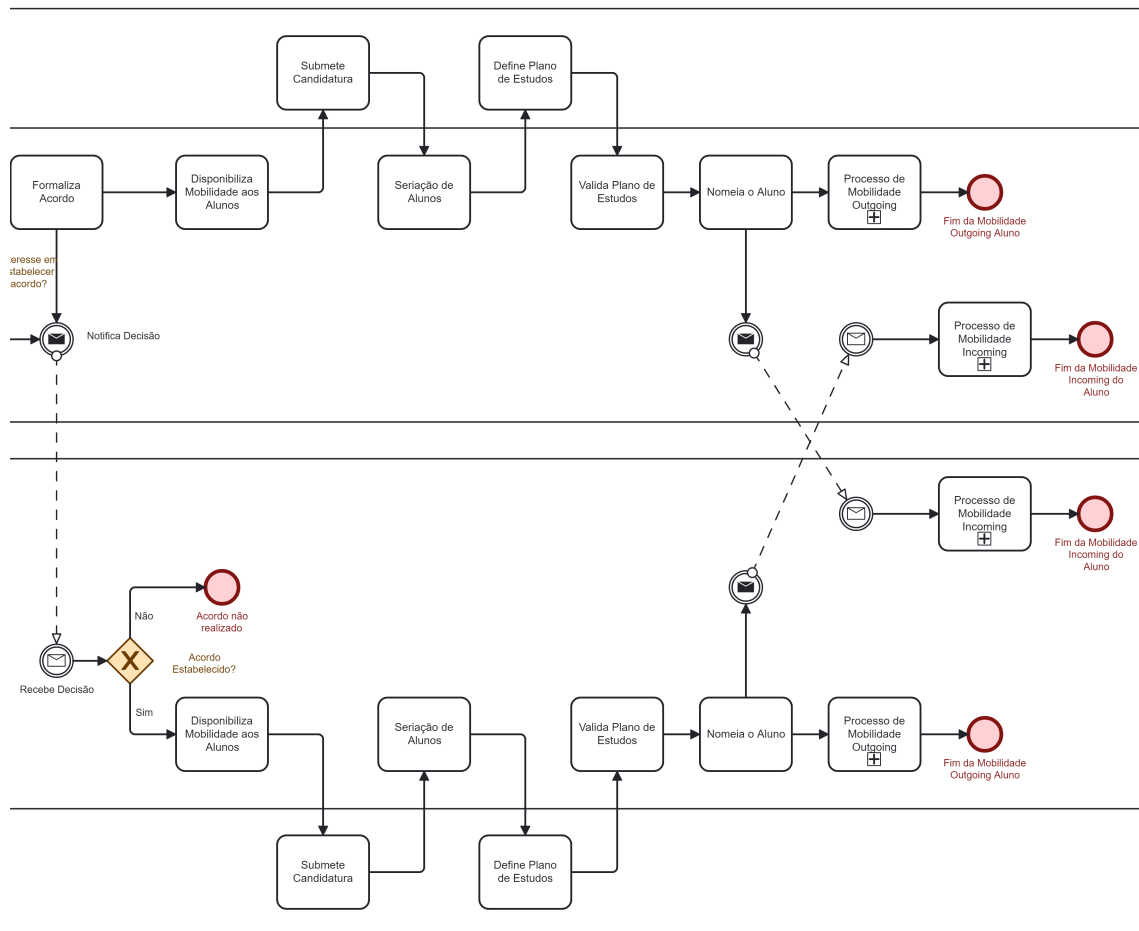 Submete
Candidatura
Define Plano
de Estudos
Formaliza
Acordo
Disponibiliza
Mobilidade aos
Alunos
Seriação de
Alunos
Valida Plano de
Estudos
Nomeia o Aluno
Processo de
Mobilidade
Outgoing
Fim da Mobilidade
Outgoing Aluno
teresse em
stabelecer
acordo?
Notifica Decisão
Processo de
Mobilidade
Incoming
Fim da Mobilidade
Incoming do
Aluno
Processo de
Mobilidade
Incoming
Fim da Mobilidade
Incoming do
Aluno
Não
Acordo não
realizado
Acordo
Estabelecido?
Recebe Decisão
Sim
Disponibiliza
Mobilidade aos
Alunos
Seriação de
Alunos
Valida Plano de
Estudos
Nomeia o Aluno
Processo de
Mobilidade
Outgoing
Fim da Mobilidade
Outgoing Aluno
Submete
Candidatura
Define Plano
de Estudos